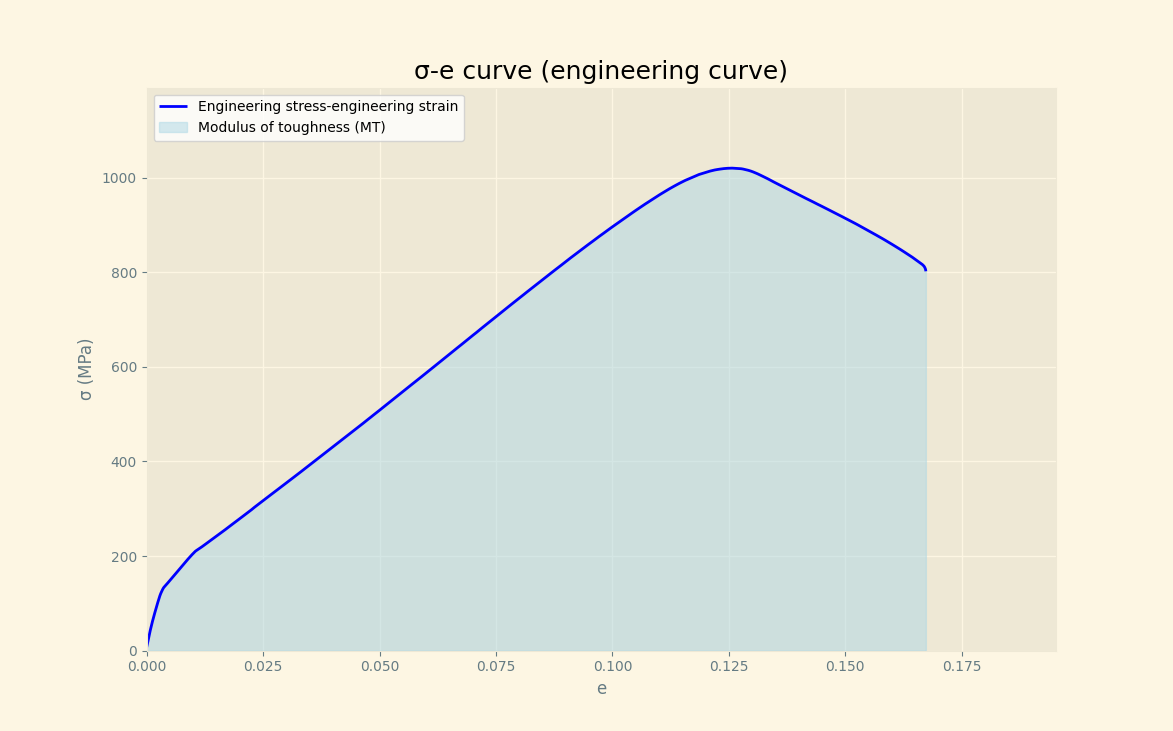 σ-e curve (engineering curve)
Engineering stress-engineering strain
Modulus of toughness (MT)
1000
800
600
400
200
0
σ (MPa)
0.000 0.025 0.050 0.075 0.100 0.125 0.150 0.175
e